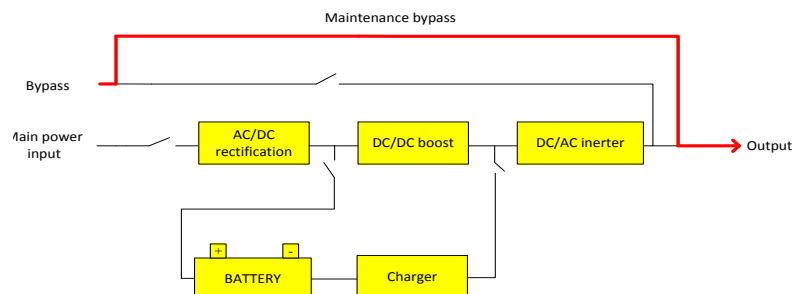 Maintenance bypass
Bypass
Main power
input
AC/DC
rectification
DC/DC boost
DC/AC inerter
Output
+
-
BATTERY
Charger